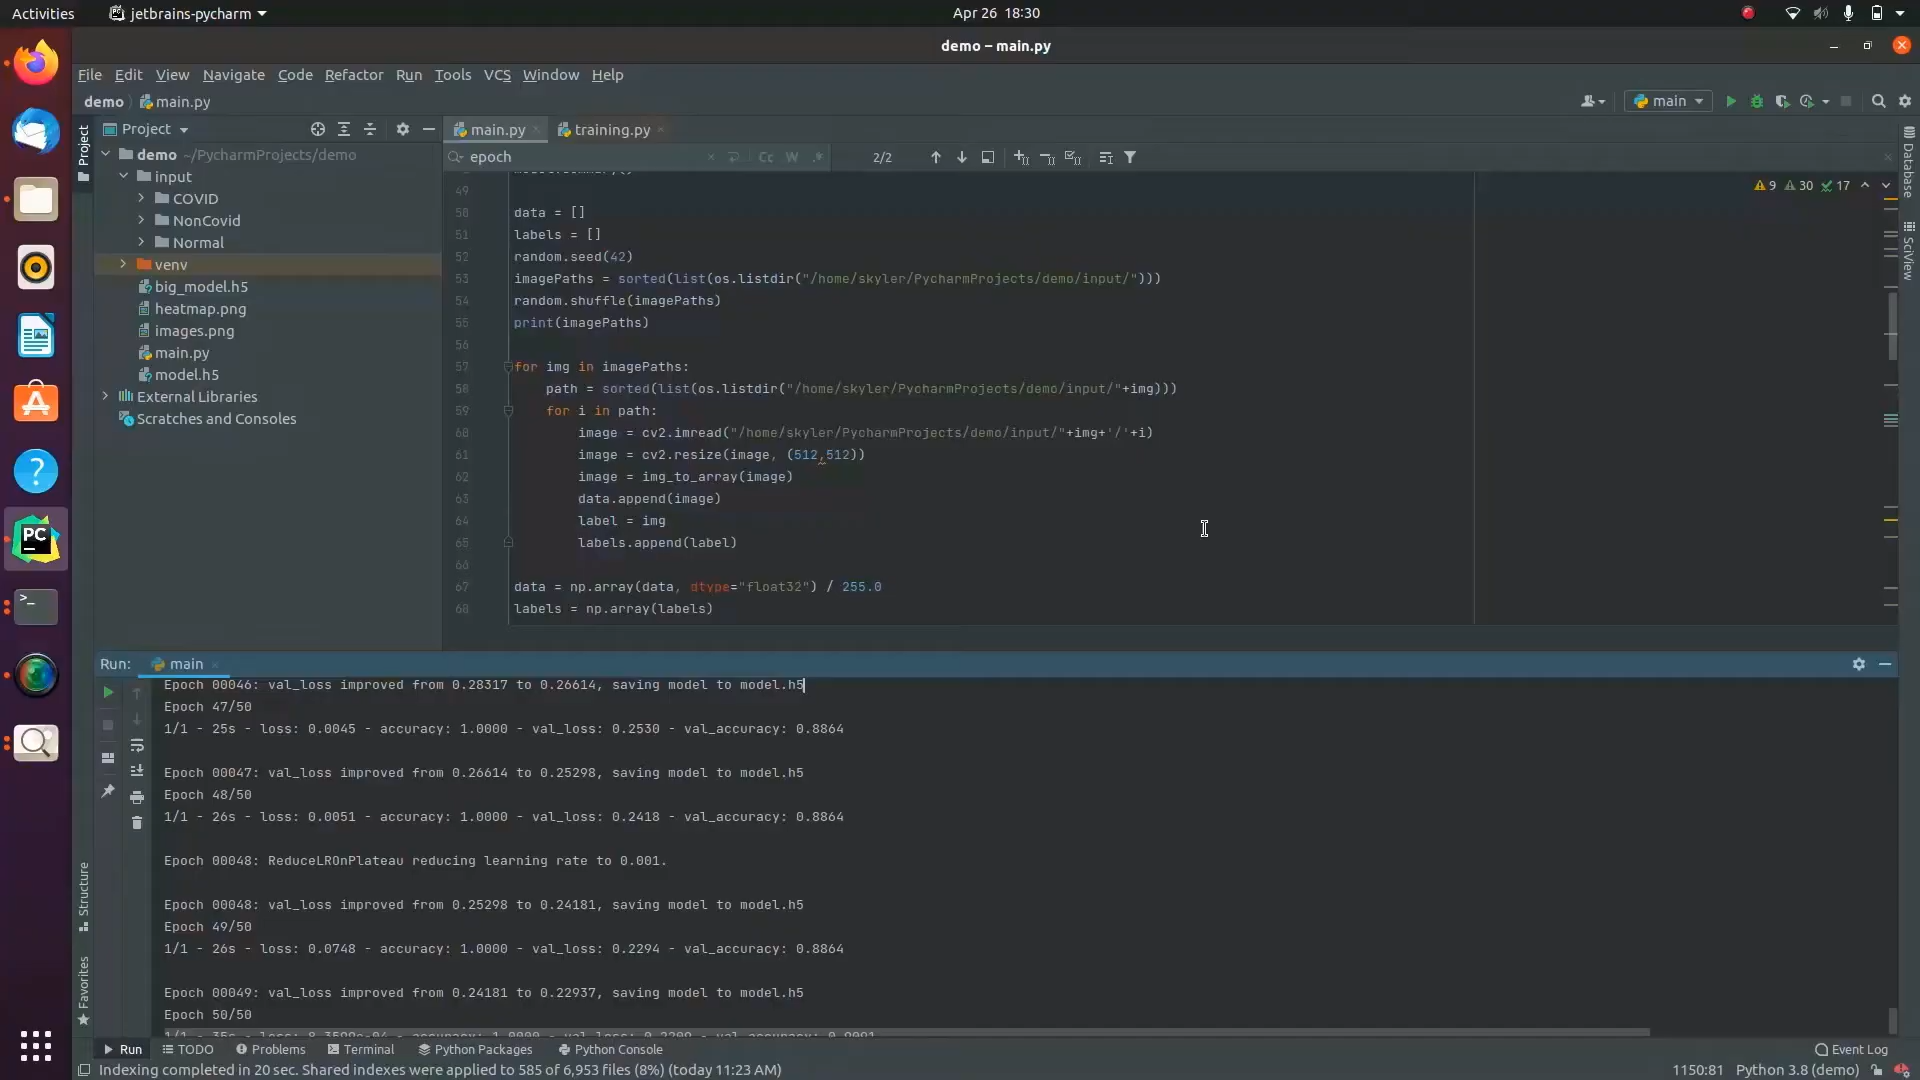 Activities
jetbrains-pycharm
Apr 26 18:30
demo – main.py
File Edit View Navigate Code Refactor Run Tools VCS Window Help
demo main.py
main
Project
main.py
training.py
epoch
Cc W .*
2/2
demo ~/PycharmProjects/demo
input
COVID
NonCovid
Normal
venv
big_model.h5
heatmap.png
images.png
main.py
model.h5
External Libraries
Scratches and Consoles
9 30 17
49
50 data = []
51 labels = []
52 random.seed(42)
53 imagePaths = sorted(list(os.listdir("/home/skyler/PycharmProjects/demo/input/")))
54 random.shuffle(imagePaths)
55 print(imagePaths)
56
57 for img in imagePaths:
58 path = sorted(list(os.listdir("/home/skyler/PycharmProjects/demo/input/"+img)))
59 for i in path:
60 image = cv2.imread("/home/skyler/PycharmProjects/demo/input/"+img+'/'+i)
61 image = cv2.resize(image, (512,512))
62 image = img_to_array(image)
63 data.append(image)
64 label = img
65 labels.append(label)
66
67 data = np.array(data, dtype="float32") / 255.0
68 labels = np.array(labels)
Project
Structure
Favorites
Database
SciView
Run: main
Epoch 00046: val_loss improved from 0.28317 to 0.26614, saving model to model.h5
Epoch 47/50
1/1 - 25s - loss: 0.0045 - accuracy: 1.0000 - val_loss: 0.2530 - val_accuracy: 0.8864
Epoch 00047: val_loss improved from 0.26614 to 0.25298, saving model to model.h5
Epoch 48/50
1/1 - 26s - loss: 0.0051 - accuracy: 1.0000 - val_loss: 0.2418 - val_accuracy: 0.8864
Epoch 00048: ReduceLROnPlateau reducing learning rate to 0.001.
Epoch 00048: val_loss improved from 0.25298 to 0.24181, saving model to model.h5
Epoch 49/50
1/1 - 26s - loss: 0.0748 - accuracy: 1.0000 - val_loss: 0.2294 - val_accuracy: 0.8864
Epoch 00049: val_loss improved from 0.24181 to 0.22937, saving model to model.h5
Epoch 50/50
Run TODO Problems Terminal Python Packages Python Console
Event Log
Indexing completed in 20 sec. Shared indexes were applied to 585 of 6,953 files (8%) (today 11:23 AM)
1150:81 Python 3.8 (demo)